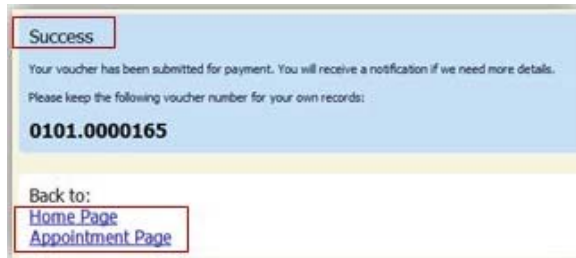 Success
Your voucher has been submitted for payment. You will receive a notification if we need more details.
Please keep the following voucher number for your own records:
0101.0000165
Back to:
Home Page
Appointment Page